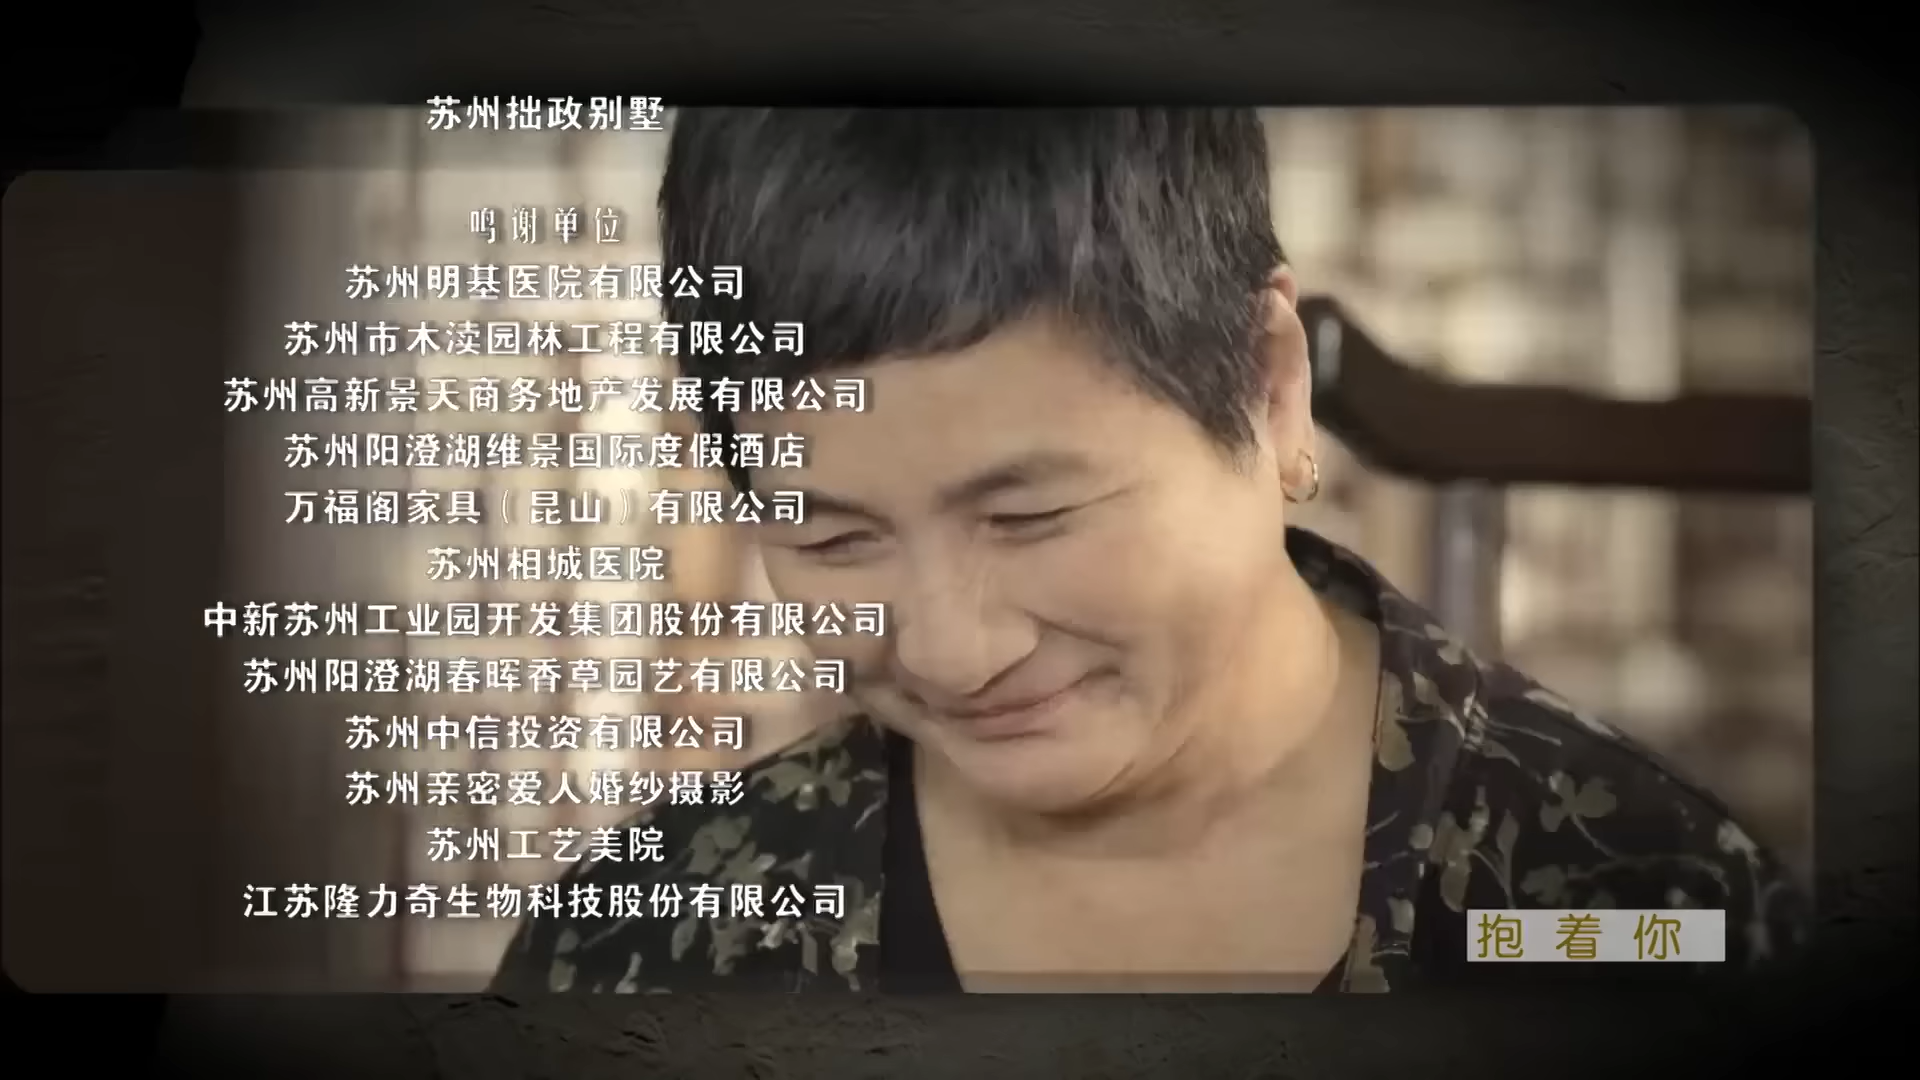 苏州拙政别墅
鸣谢单位
苏州明基医院有限公司
苏州市木渎园林工程有限公司
苏州高新景天商务地产发展有限公司
苏州阳澄湖维景国际度假酒店
万福阁家具（昆山）有限公司
苏州相城医院
中新苏州工业园开发集团股份有限公司
苏州阳澄湖春晖香草园艺有限公司
苏州中信投资有限公司
苏州亲密爱人婚纱摄影
苏州工艺美院
江苏隆力奇生物科技股份有限公司
抱着你